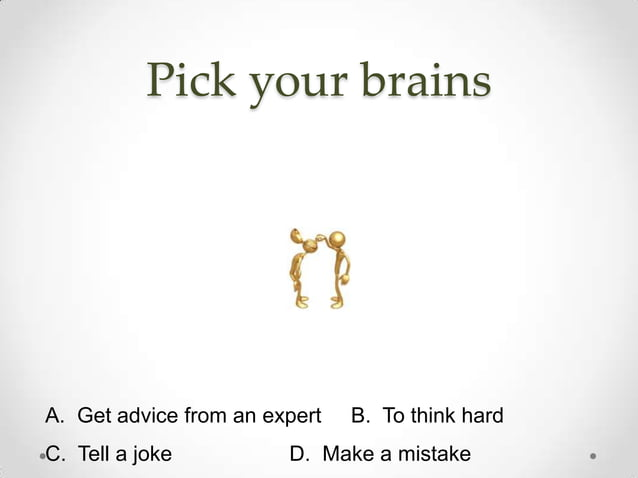 Pick your brains
A. Get advice from an expert B. To think hard
C. Tell a joke D. Make a mistake